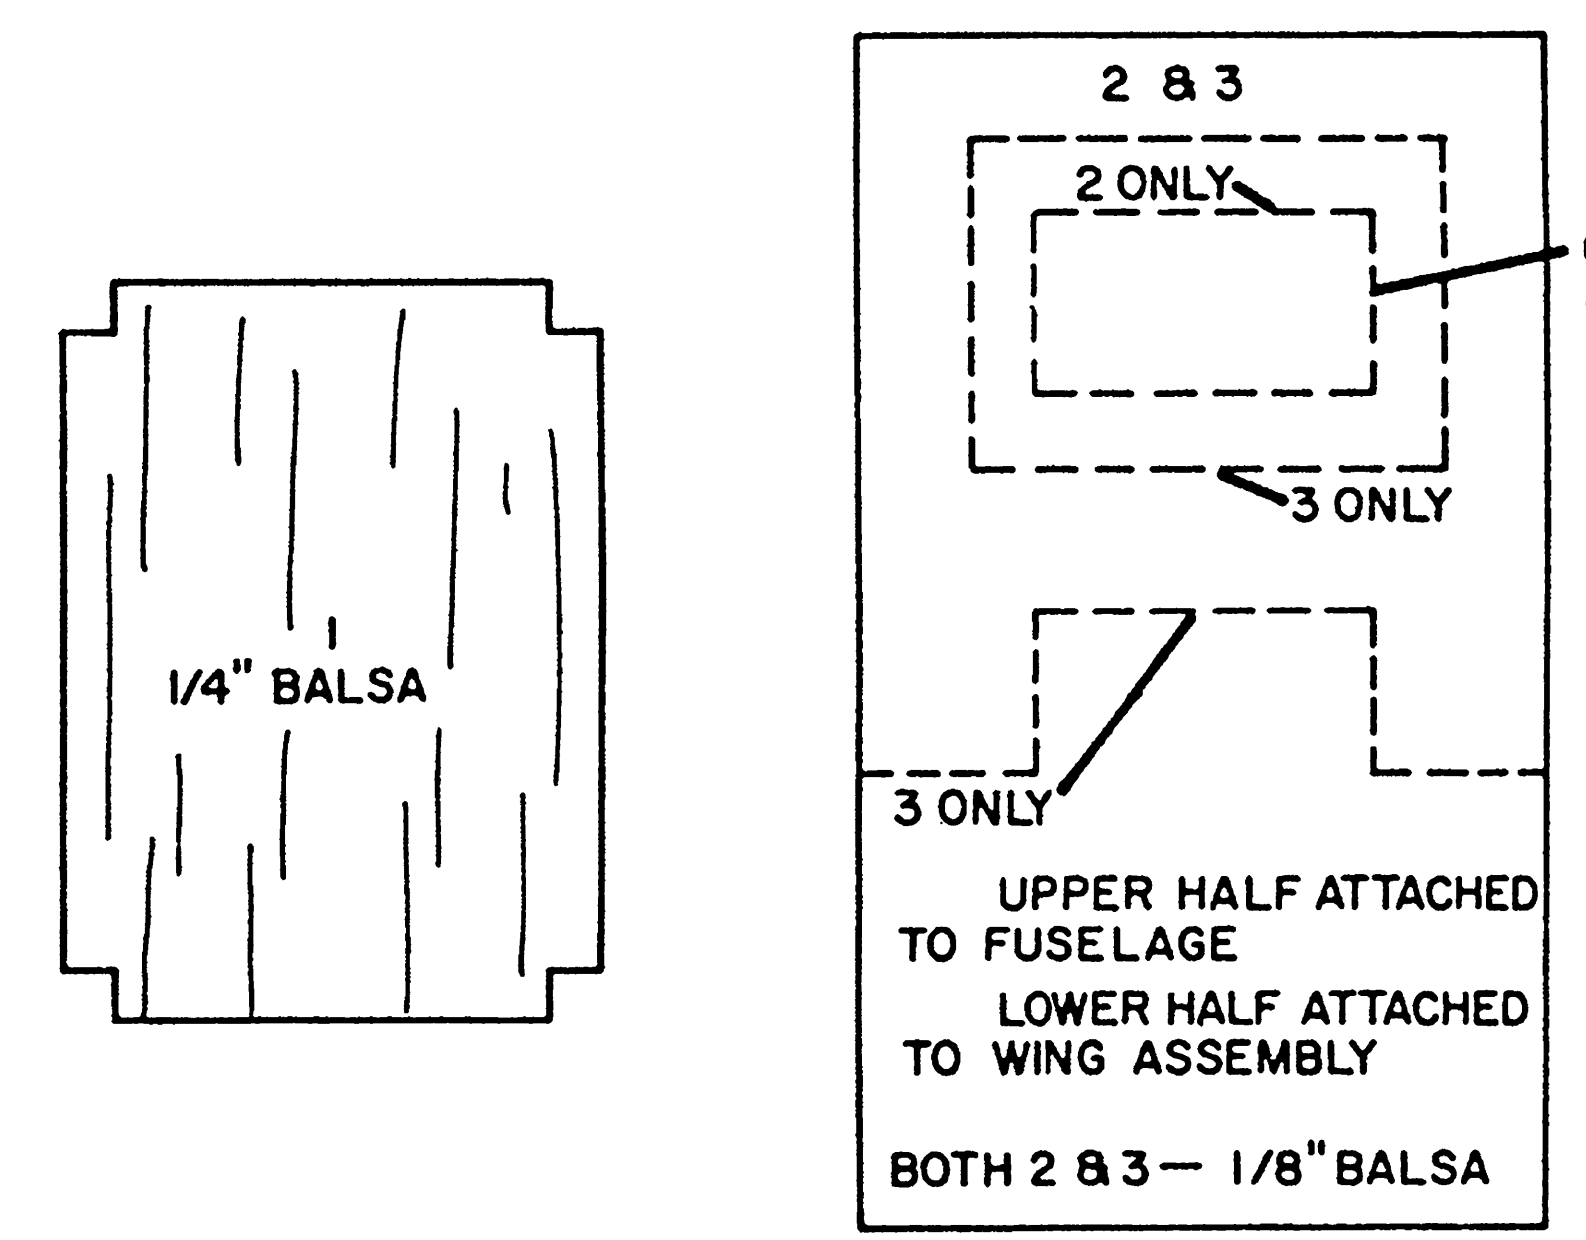 1
1/4" BALSA
2 & 3
2 ONLY
3 ONLY
3 ONLY
UPPER HALF ATTACHED
TO FUSELAGE
LOWER HALF ATTACHED
TO WING ASSEMBLY
BOTH 2 & 3 — 1/8" BALSA